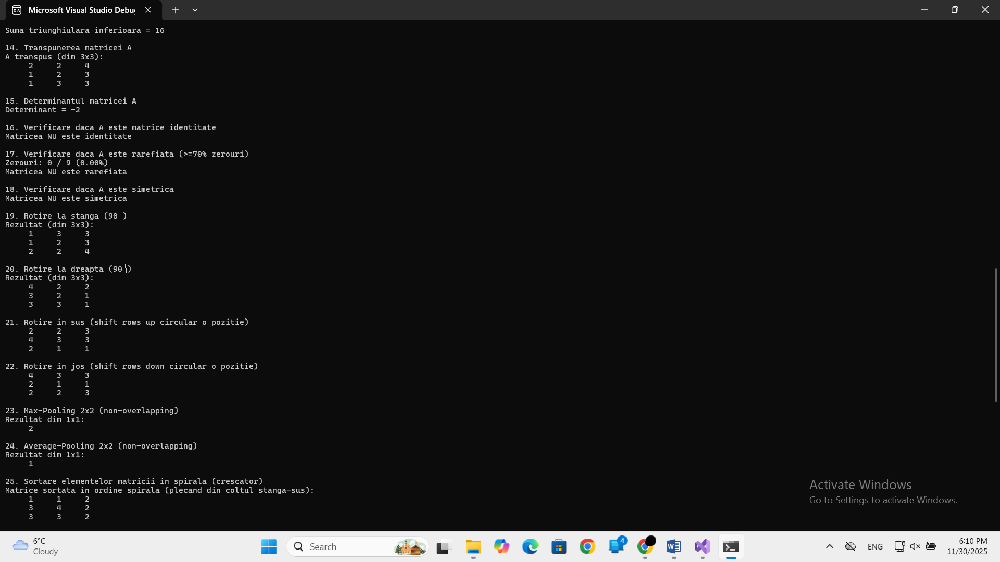 Microsoft Visual Studio Debug
Suma triunghiulara inferioara = 16
14. Transpunerea matricei A
A transpus (dim 3x3):
2 2 4
1 2 3
1 3 3
15. Determinantul matricei A
Determinant = -2
16. Verificare daca A este matrice identitate
Matricea NU este identitate
17. Verificare daca A este rarefiata (>=70% zerouri)
Zerouri: 0 / 9 (0.00%)
Matricea NU este rarefiata
18. Verificare daca A este simetrica
Matricea NU este simetrica
19. Rotire la stanga (90░)
Rezultat (dim 3x3):
1 3 3
1 2 3
2 2 4
20. Rotire la dreapta (90░)
Rezultat (dim 3x3):
4 2 2
3 2 1
3 3 1
21. Rotire in sus (shift rows up circular o pozitie)
2 2 3
4 3 3
2 1 1
22. Rotire in jos (shift rows down circular o pozitie)
4 3 3
2 1 1
2 2 3
23. Max-Pooling 2x2 (non-overlapping)
Rezultat dim 1x1:
2
24. Average-Pooling 2x2 (non-overlapping)
Rezultat dim 1x1:
1
25. Sortare elementelor matricii in spirala (crescator)
Matrice sortata in ordine spirala (plecand din coltul stanga-sus):
1 1 2
3 4 2
3 3 2
Activate Windows
Go to Settings to activate Windows.
6°C
Cloudy
Search
4
ENG
6:10 PM
11/30/2025